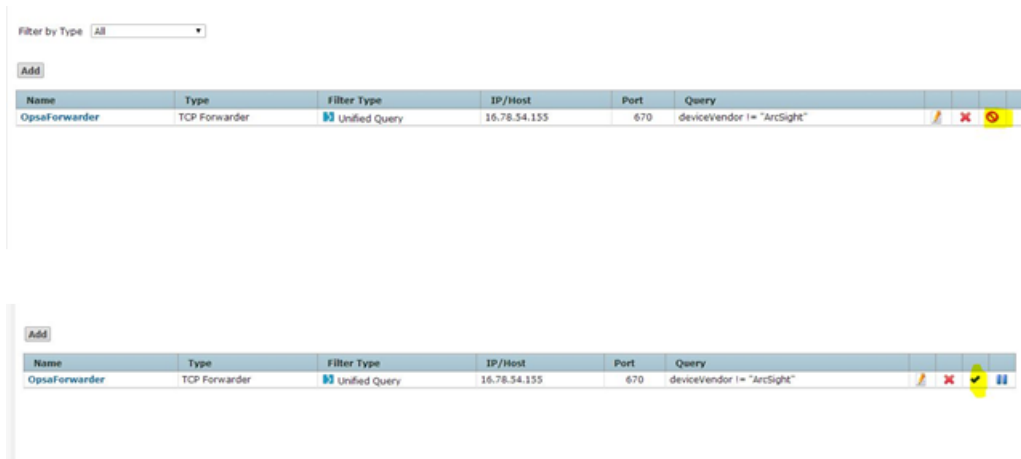 Filter by Type All
Add
Name Type Filter Type IP/Host Port Query
OpsaForwarder TCP Forwarder Unified Query 16.78.54.155 670 deviceVendor != "ArcSight"
Add
Name Type Filter Type IP/Host Port Query
OpsaForwarder TCP Forwarder Unified Query 16.78.54.155 670 deviceVendor != "ArcSight"